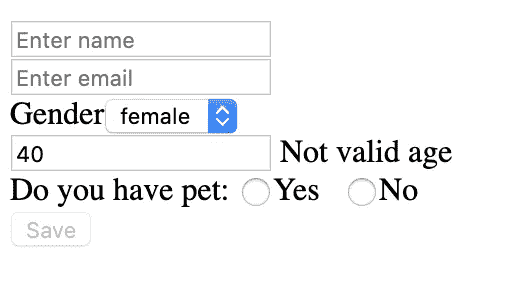 Enter name
Enter email
Gender female
40 Not valid age
Do you have pet: Yes No
Save